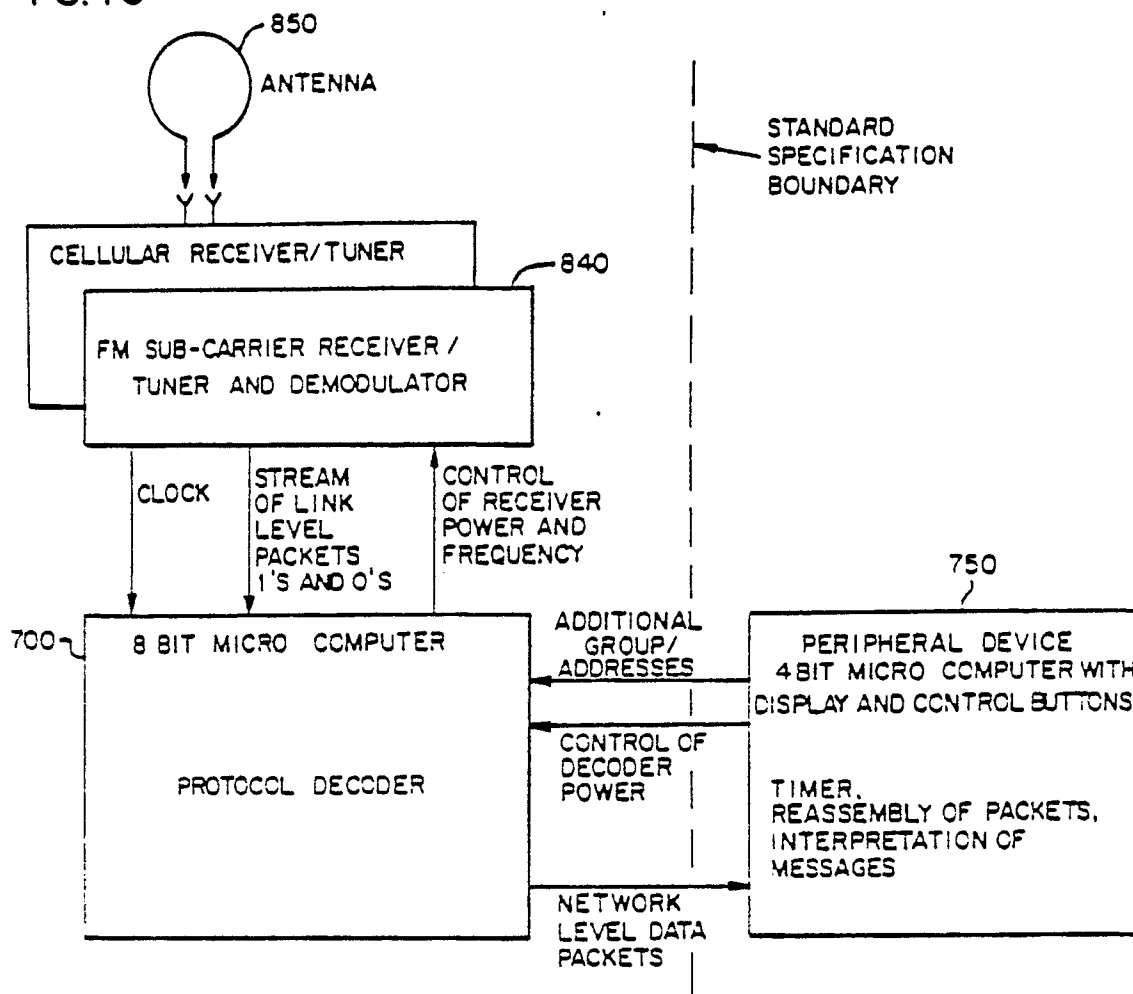 850
ANTENNA
STANDARD
SPECIFICATION
BOUNDARY
CELLULAR RECEIVER/TUNER
840
FM SUB-CARRIER RECEIVER/
TUNER AND DEMODULATOR
CLOCK
STREAM
OF LINK
LEVEL
PACKETS
1'S AND 0'S
CONTROL
OF RECEIVER
POWER AND
FREQUENCY
750
700
8 BIT MICRO COMPUTER
PROTOCOL DECODER
ADDITIONAL
GROUP/
ADDRESSES
CONTROL OF
DECODER
POWER
NETWORK
LEVEL DATA
PACKETS
PERIPHERAL DEVICE
4 BIT MICRO COMPUTER WITH
DISPLAY AND CONTROL BUTTONS
TIMER,
REASSEMBLY OF PACKETS,
INTERPRETATION OF
MESSAGES